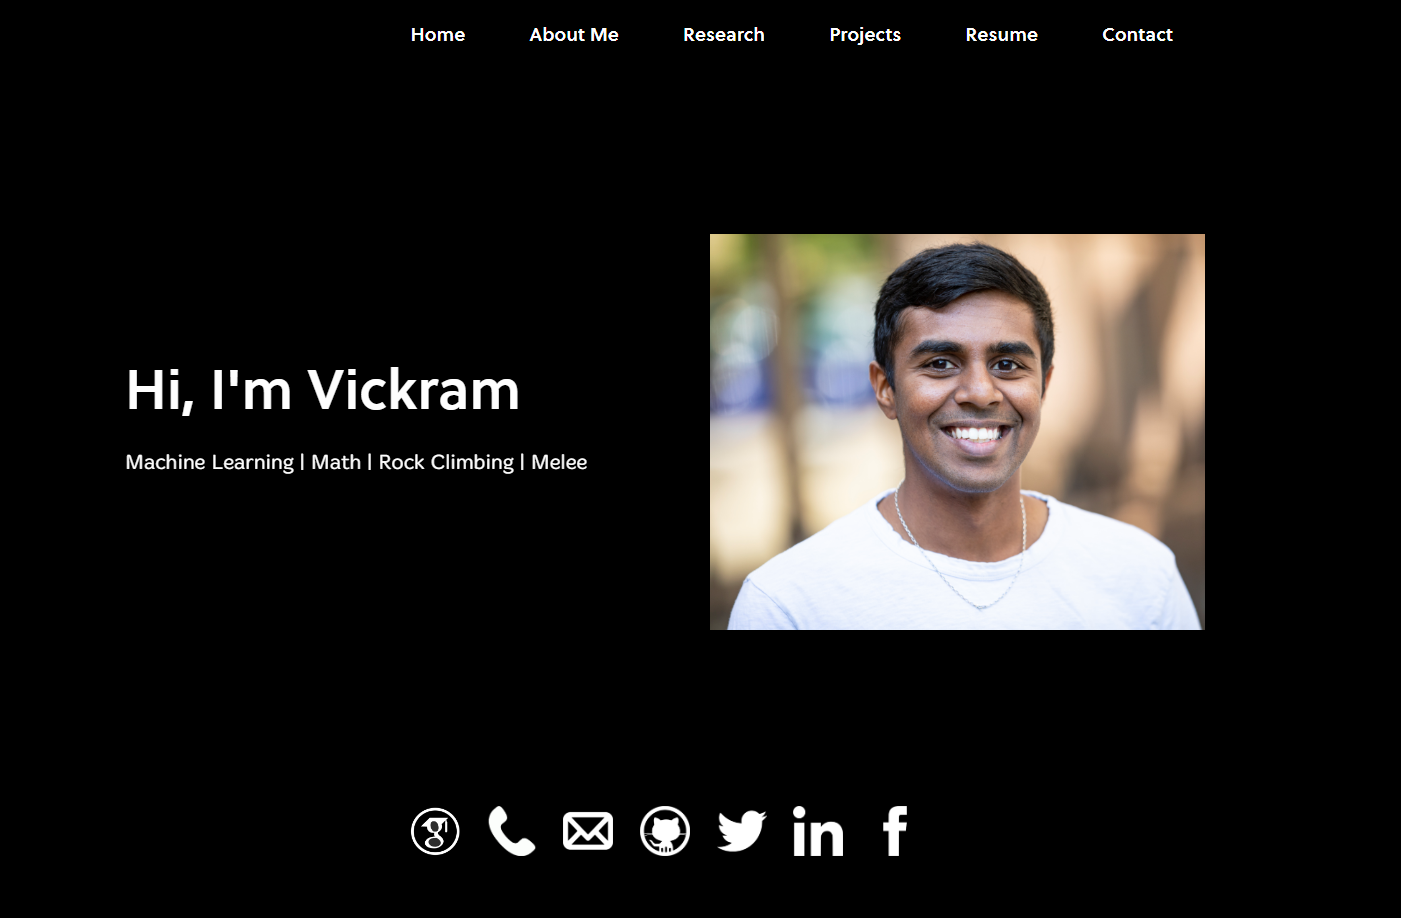 Home About Me Research Projects Resume Contact
Hi, I'm Vickram
Machine Learning | Math | Rock Climbing | Melee